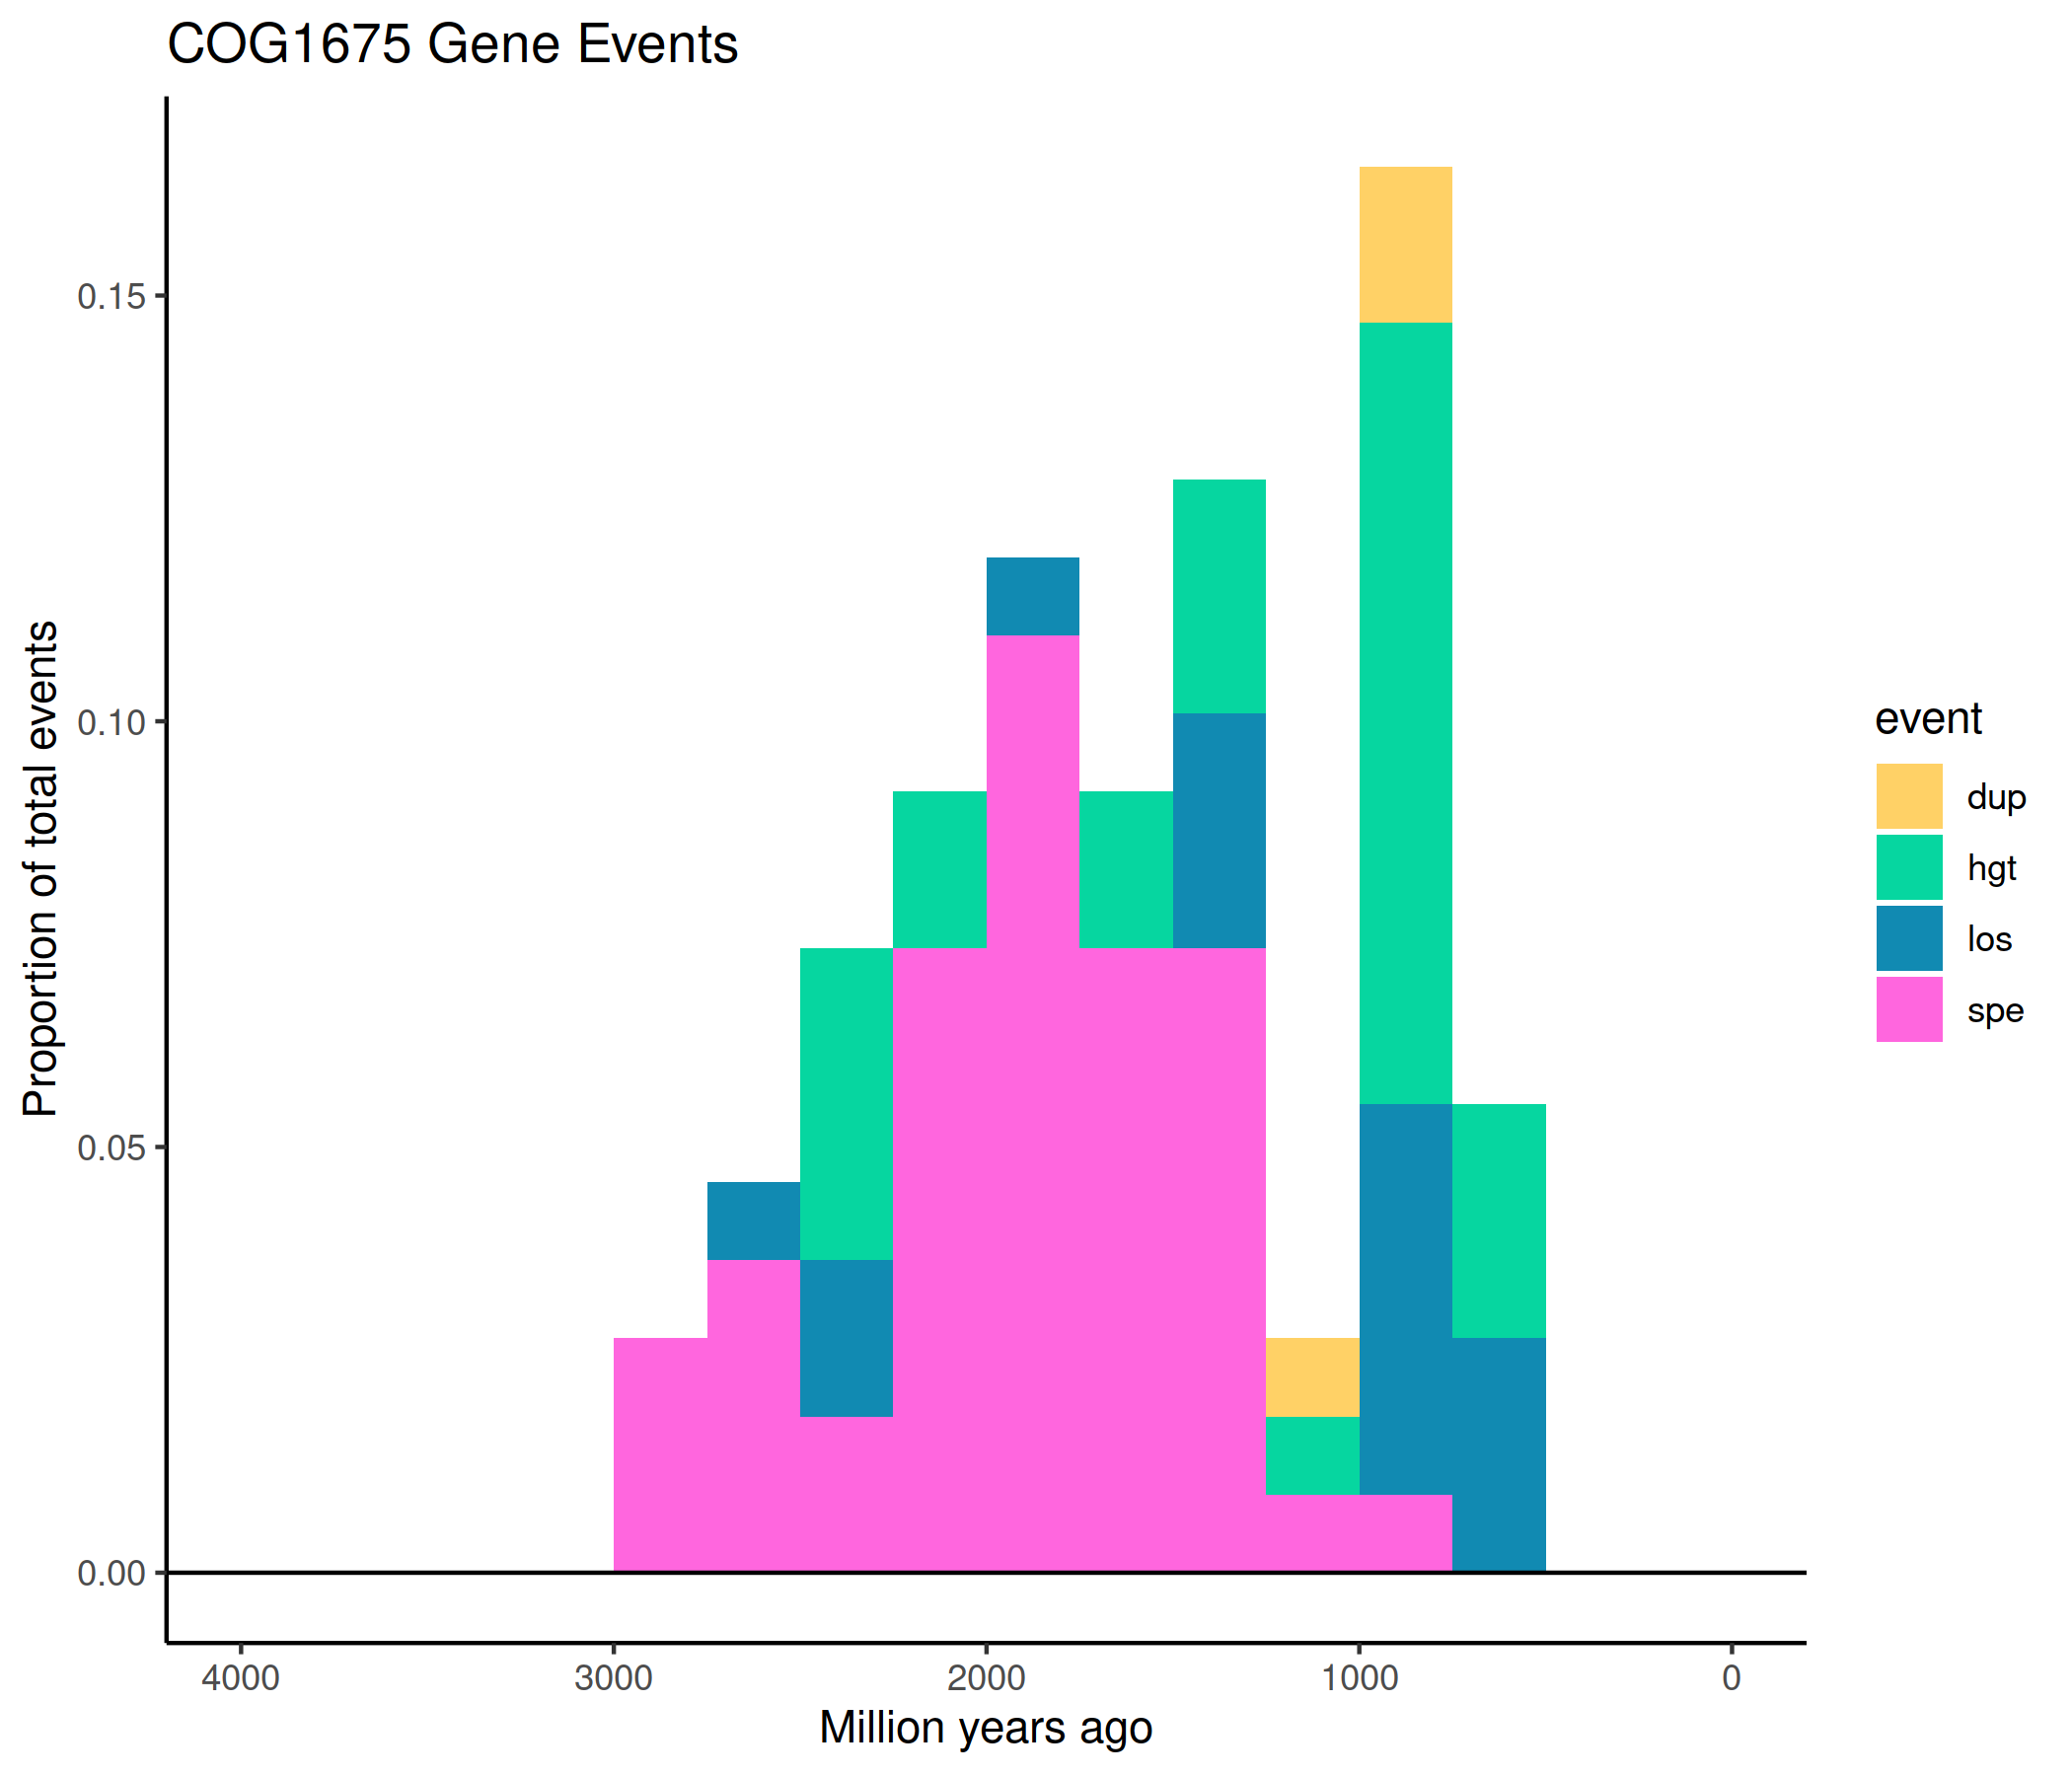 COG1675 Gene Events
Proportion of total events
0.15
0.10
0.05
0.00
4000 3000 2000 1000 0
Million years ago
event
dup
hgt
los
spe